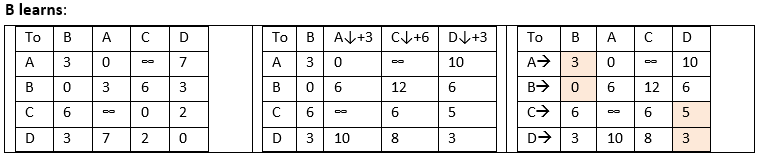 B learns:
To B A C D
A 3 0 ∞ 7
B 0 3 6 3
C 6 ∞ 0 2
D 3 7 2 0
To B A↓+3 C↓+6 D↓+3
A 3 0 ∞ 10
B 0 6 12 6
C 6 ∞ 6 5
D 3 10 8 3
To B A C D
A→ 3 0 ∞ 10
B→ 0 6 12 6
C→ 6 ∞ 6 5
D→ 3 10 8 3